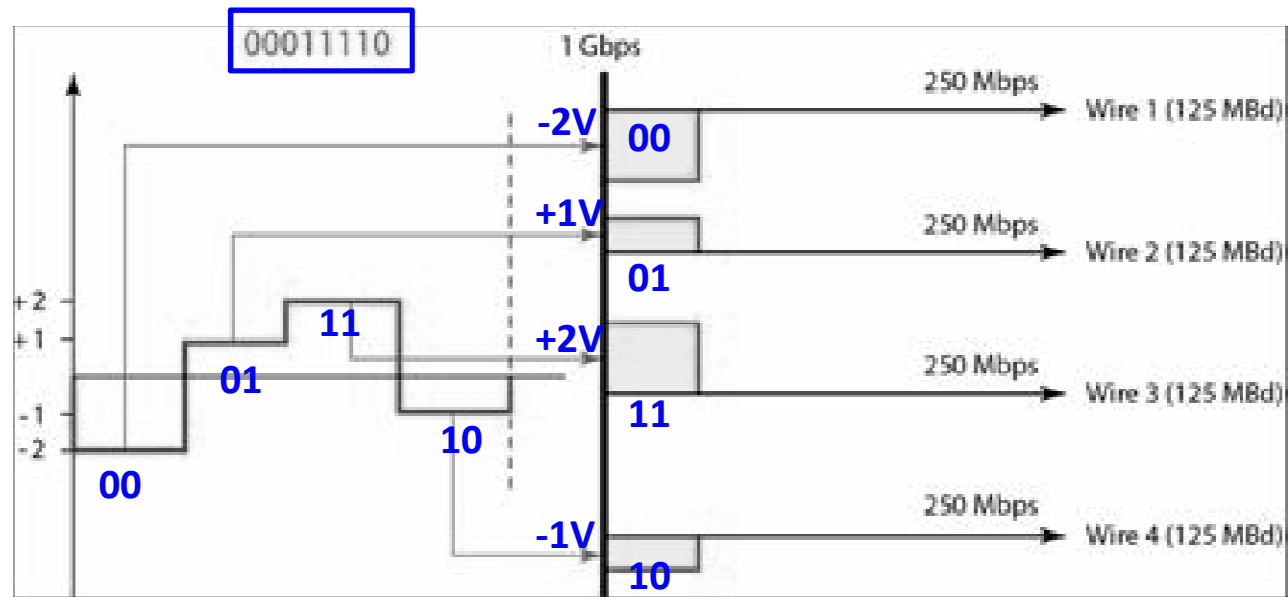 00011110
1 Gbps
250 Mbps
-2V
00
Wire 1 (125 MBd)
+1V
250 Mbps
01
Wire 2 (125 MBd)
+2
+1
-1
-2
00
01
11
10
+2V
250 Mbps
11
Wire 3 (125 MBd)
250 Mbps
-1V
10
Wire 4 (125 MBd)